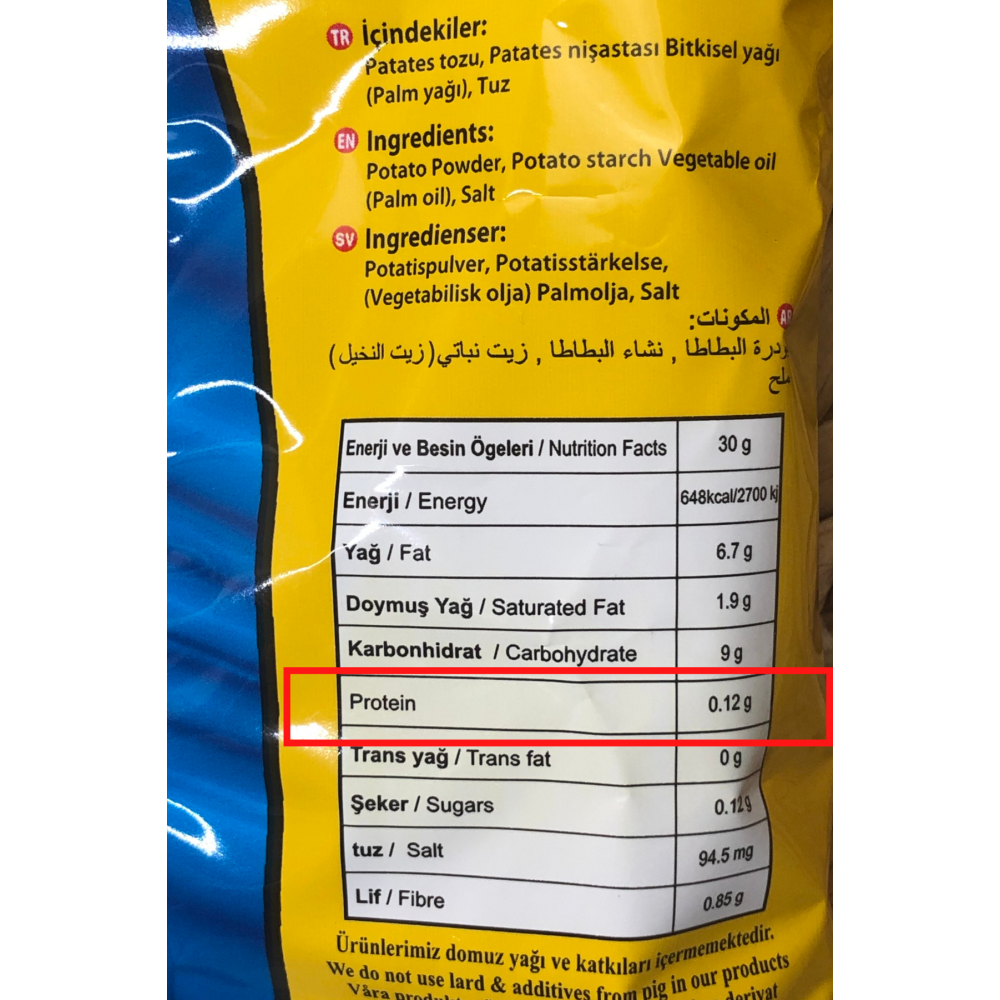 TR İçindekiler:
Patates tozu, Patates nişastası Bitkisel yağı
(Palm yağı), Tuz
EN Ingredients:
Potato Powder, Potato starch Vegetable oil
(Palm oil), Salt
SV Ingredienser:
Potatispulver, Potatisstärkelse,
(Vegetabilisk olja) Palmolja, Salt
AR المكونات:
البطاطا , نشاء البطاطا , زيت نباتي (زيت النخيل)
ملح
Enerji ve Besin Ögeleri / Nutrition Facts 30 g
Enerji / Energy 648kcal/2700 kj
Yağ / Fat 6.7 g
Doymuş Yağ / Saturated Fat 1.9 g
Karbonhidrat / Carbohydrate 9 g
Protein 0.12 g
Trans yağ / Trans fat 0 g
Şeker / Sugars 0.12 g
tuz / Salt 94.5 mg
Lif / Fibre 0.85 g
Ürünlerimiz domuz yağı ve katkıları içermemektedir.
We do not use lard & additives from pig in our products
Våra